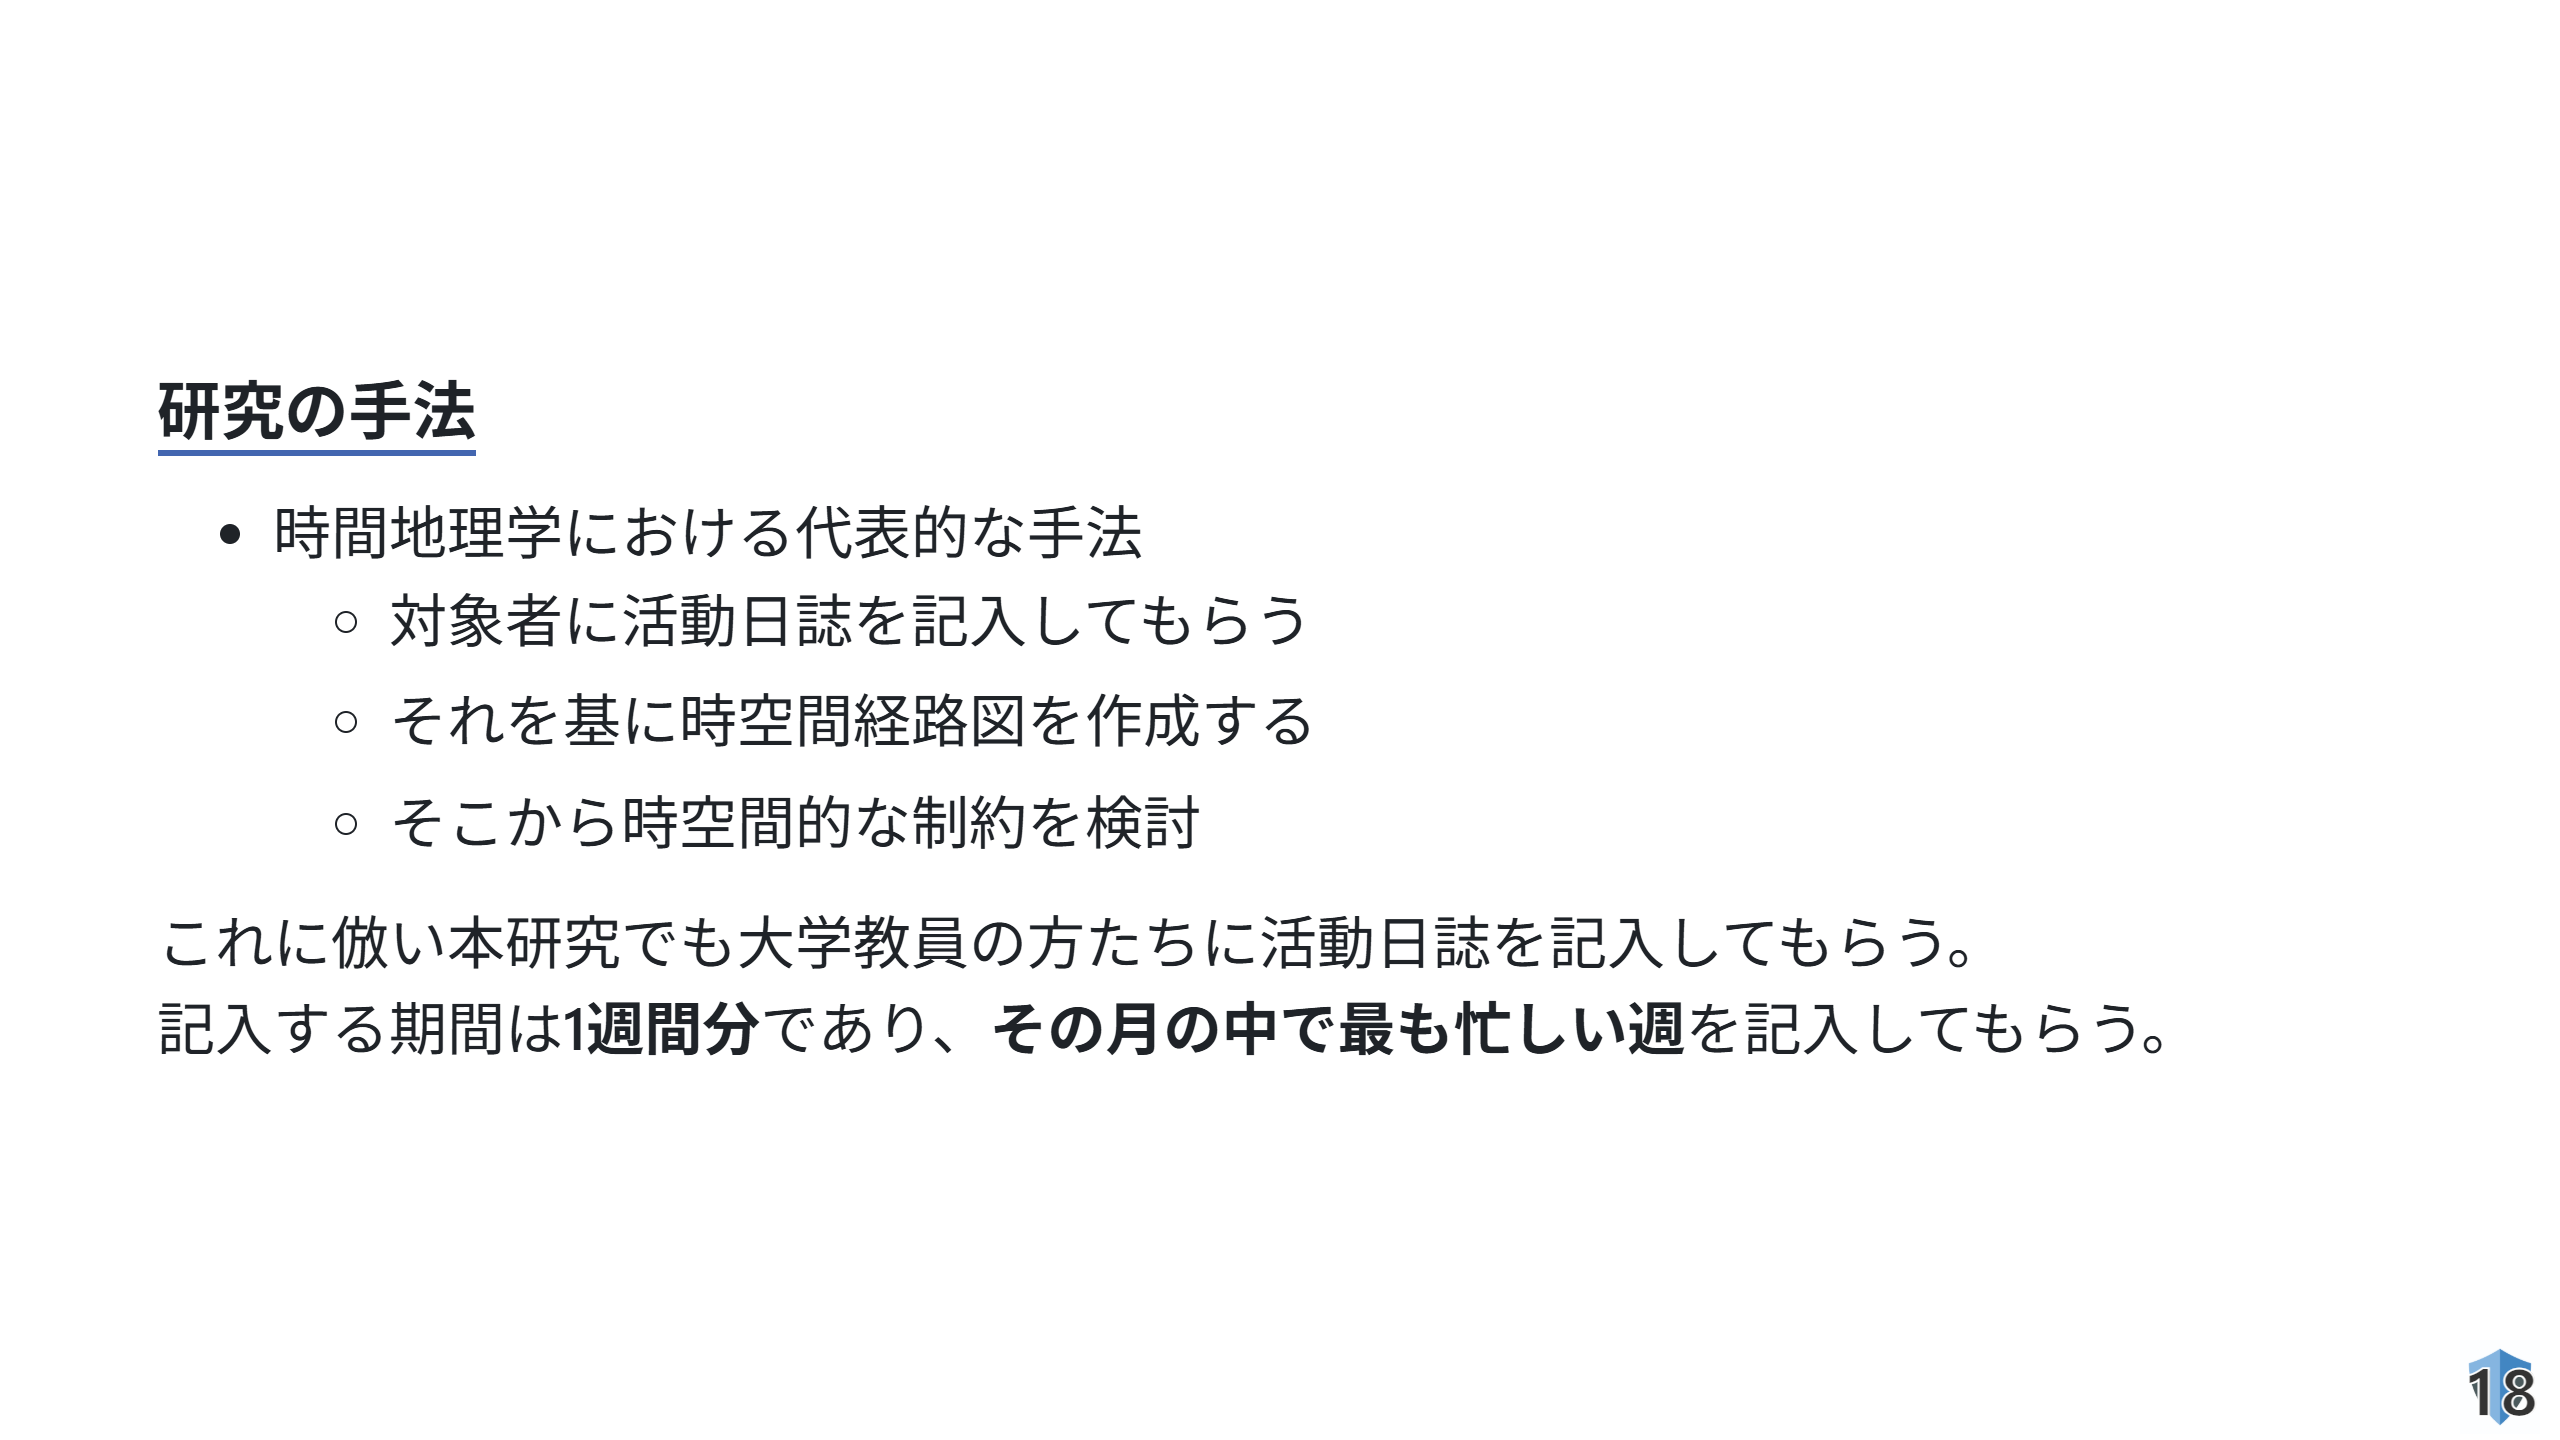 研究の手法
時間地理学における代表的な手法
対象者に活動日誌を記入してもらう
それを基に時空間経路図を作成する
そこから時空間的な制約を検討
これに倣い本研究でも大学教員の方たちに活動日誌を記入してもらう。
記入する期間は1週間分であり、その月の中で最も忙しい週を記入してもらう。
18